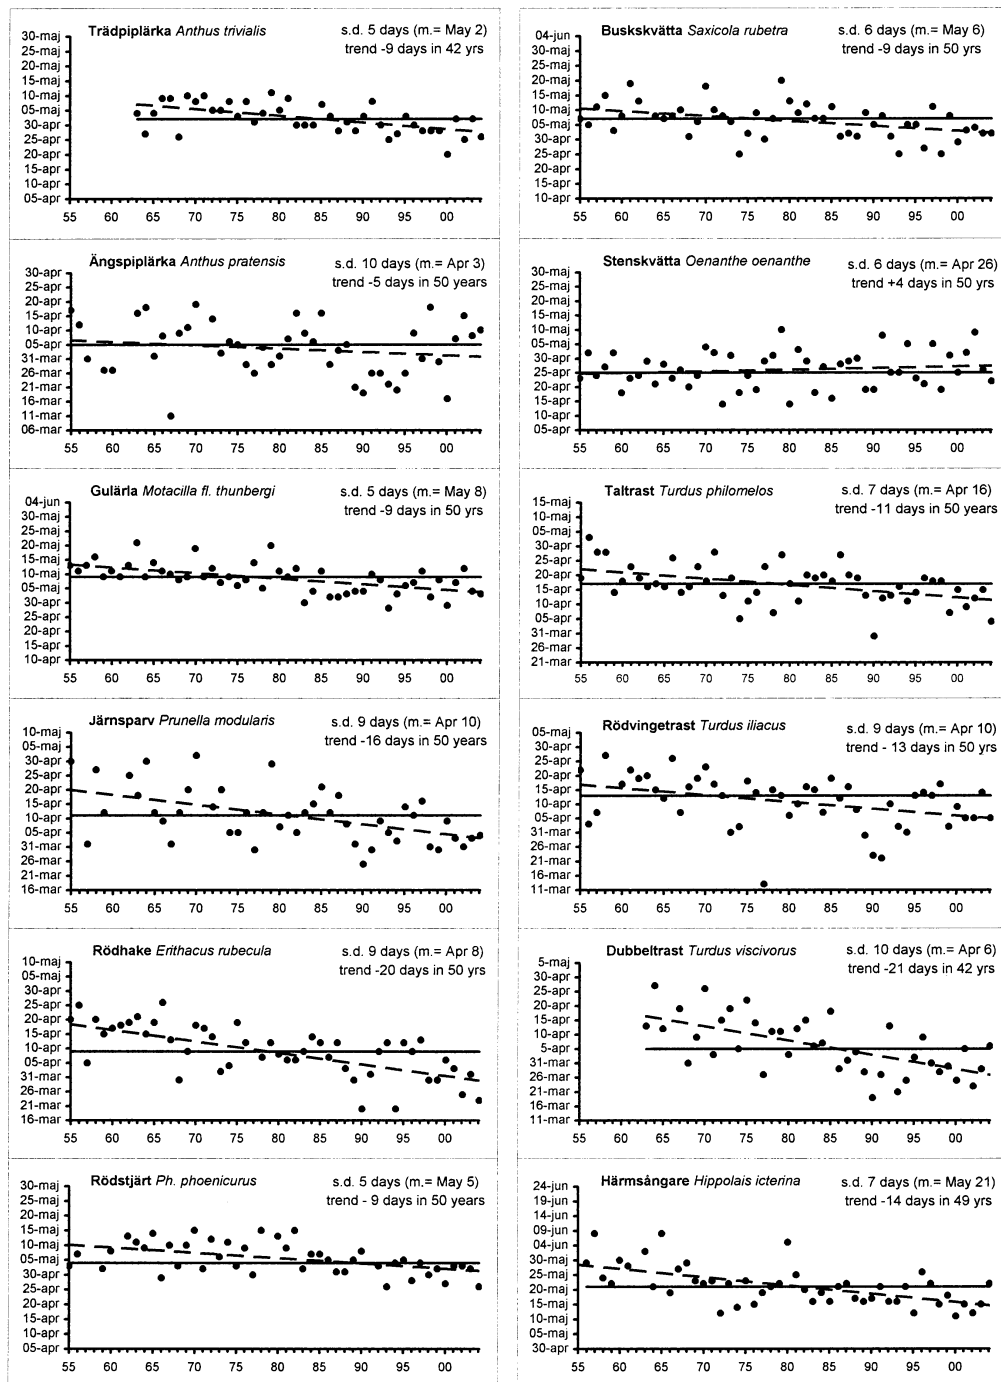 Trädpiplärka Anthus trivialis
s.d. 5 days (m.= May 2)
trend -9 days in 42 yrs
30-maj
25-maj
20-maj
15-maj
10-maj
05-maj
30-apr
25-apr
20-apr
15-apr
10-apr
05-apr
55 60 65 70 75 80 85 90 95 00
Buskskvätta Saxicola rubetra
s.d. 6 days (m.= May 6)
trend -9 days in 50 yrs
04-jun
30-maj
25-maj
20-maj
15-maj
10-maj
05-maj
30-apr
25-apr
20-apr
15-apr
10-apr
55 60 65 70 75 80 85 90 95 00
Ängspiplärka Anthus pratensis
s.d. 10 days (m.= Apr 3)
trend -5 days in 50 years
30-apr
25-apr
20-apr
15-apr
10-apr
05-apr
31-mar
26-mar
21-mar
16-mar
11-mar
06-mar
55 60 65 70 75 80 85 90 95 00
Stenskvätta Oenanthe oenanthe
s.d. 6 days (m.= Apr 26)
trend +4 days in 50 yrs
30-maj
25-maj
20-maj
15-maj
10-maj
05-maj
30-apr
25-apr
20-apr
15-apr
10-apr
05-apr
55 60 65 70 75 80 85 90 95 00
Gulärla Motacilla fl. thunbergi
s.d. 5 days (m.= May 8)
trend -9 days in 50 yrs
04-jun
30-maj
25-maj
20-maj
15-maj
10-maj
05-maj
30-apr
25-apr
20-apr
15-apr
10-apr
55 60 65 70 75 80 85 90 95 00
Taltrast Turdus philomelos
s.d. 7 days (m.= Apr 16)
trend -11 days in 50 years
15-maj
10-maj
05-maj
30-apr
25-apr
20-apr
15-apr
10-apr
05-apr
31-mar
26-mar
21-mar
55 60 65 70 75 80 85 90 95 00
Järnsparv Prunella modularis
s.d. 9 days (m.= Apr 10)
trend -16 days in 50 years
10-maj
05-maj
30-apr
25-apr
20-apr
15-apr
10-apr
05-apr
31-mar
26-mar
21-mar
16-mar
55 60 65 70 75 80 85 90 95 00
Rödvingetrast Turdus iliacus
s.d. 9 days (m.= Apr 10)
trend - 13 days in 50 yrs
05-maj
30-apr
25-apr
20-apr
15-apr
10-apr
05-apr
31-mar
26-mar
21-mar
16-mar
11-mar
55 60 65 70 75 80 85 90 95 00
Rödhake Erithacus rubecula
s.d. 9 days (m.= Apr 8)
trend -20 days in 50 yrs
10-maj
05-maj
30-apr
25-apr
20-apr
15-apr
10-apr
05-apr
31-mar
26-mar
21-mar
16-mar
55 60 65 70 75 80 85 90 95 00
Dubbeltrast Turdus viscivorus
s.d. 10 days (m.= Apr 6)
trend -21 days in 42 yrs
5-maj
30-apr
25-apr
20-apr
15-apr
10-apr
5-apr
31-mar
26-mar
21-mar
16-mar
11-mar
55 60 65 70 75 80 85 90 95 00
Rödstjärt Ph. phoenicurus
s.d. 5 days (m.= May 5)
trend - 9 days in 50 years
30-maj
25-maj
20-maj
15-maj
10-maj
05-maj
30-apr
25-apr
20-apr
15-apr
10-apr
05-apr
55 60 65 70 75 80 85 90 95 00
Härmsångare Hippolais icterina
s.d. 7 days (m.= May 21)
trend -14 days in 49 yrs
24-jun
19-jun
14-jun
09-jun
04-jun
30-maj
25-maj
20-maj
15-maj
10-maj
05-maj
30-apr
55 60 65 70 75 80 85 90 95 00